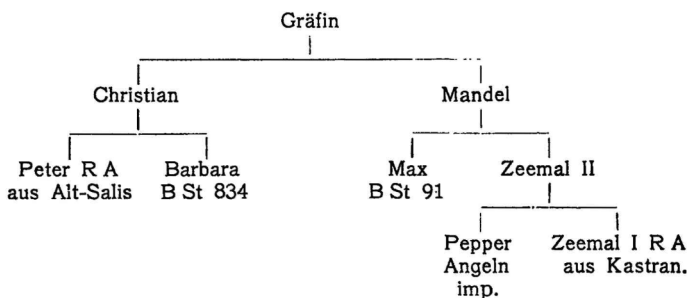 Gräfin
Christian Mandel
Peter R A Barbara Max Zeemal II
aus Alt-Salis B St 834 B St 91
Pepper Zeemal I R A
Angeln aus Kastran.
imp.